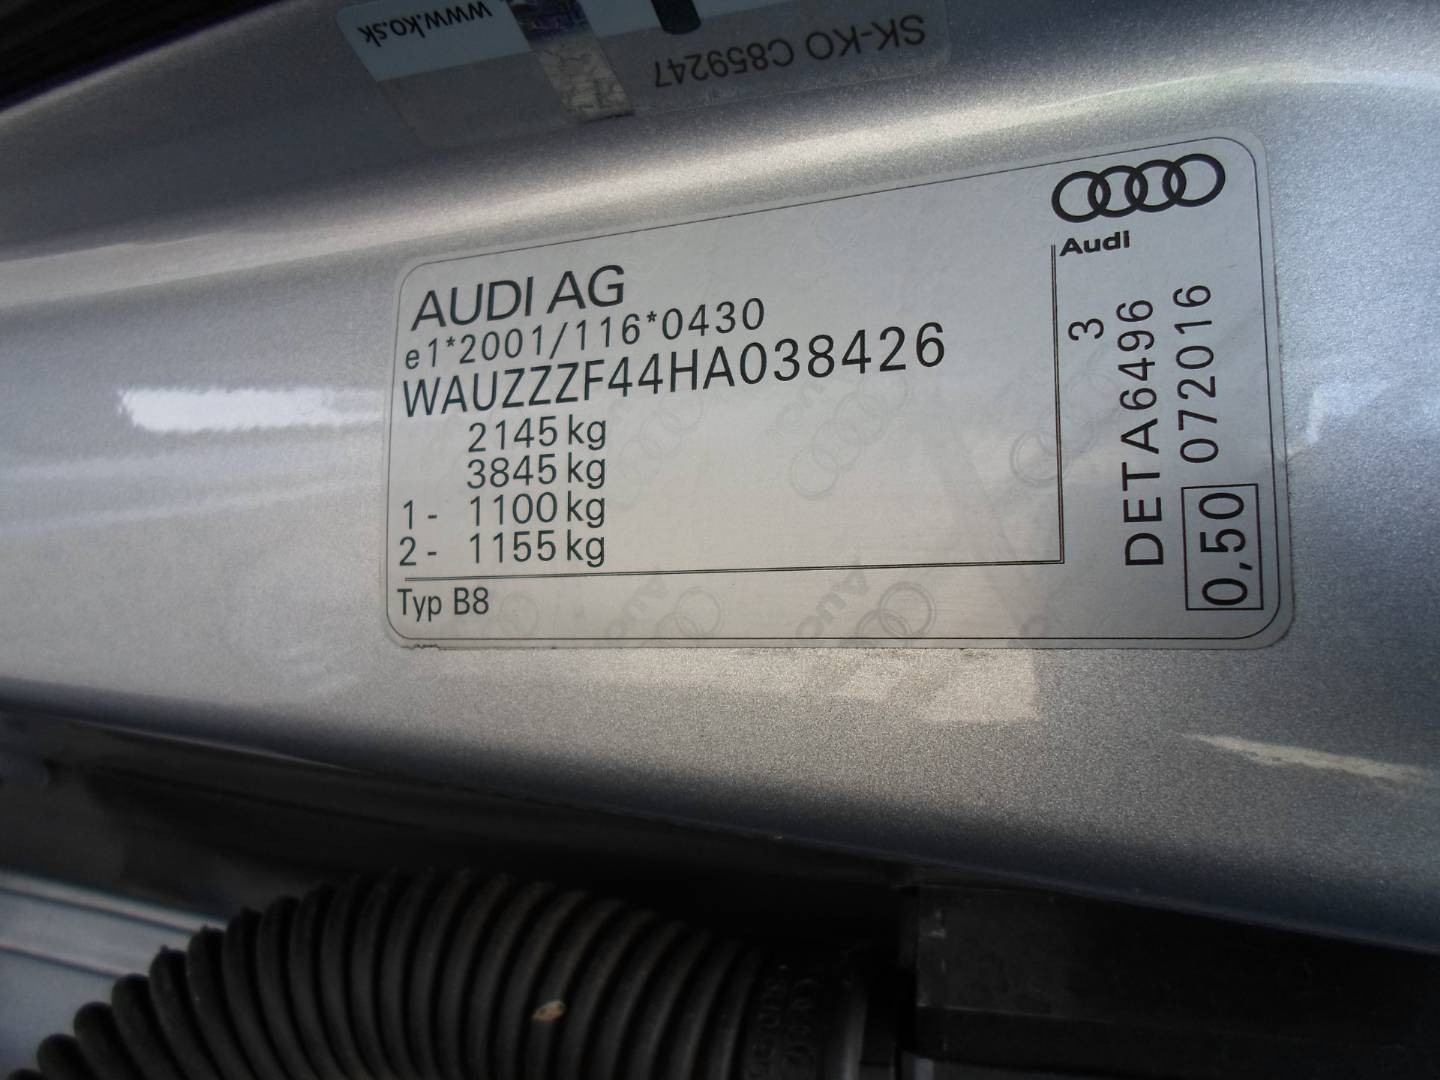 www.ko.sk
SK-KO C859247
AUDI AG
e1*2001/116*0430
WAUZZZF44HA038426
2145 kg
3845 kg
1 - 1100 kg
2 - 1155 kg
Typ B8
Audi
3
DETA6496
0,50 072016